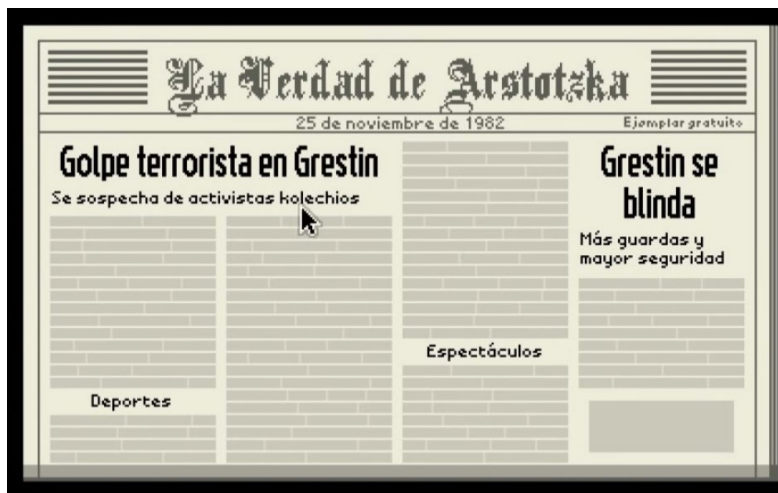 La Verdad de Arstotzka
25 de noviembre de 1982
Ejemplar gratuito
Golpe terrorista en Grestin
Se sospecha de activistas kolechios
Deportes
Espectáculos
Grestin se
blinda
Más guardas y
mayor seguridad